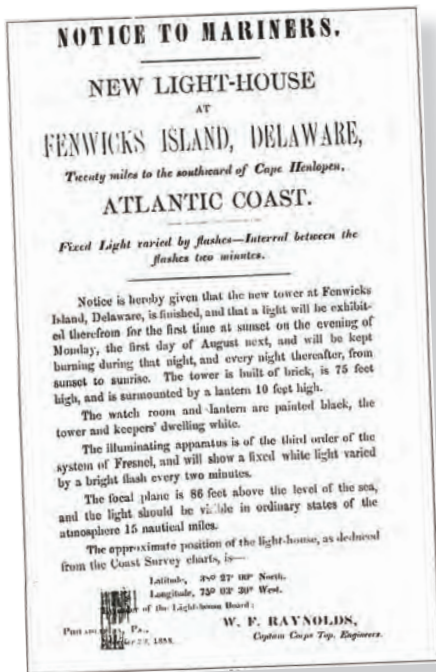 NOTICE TO MARINERS.
NEW LIGHT-HOUSE
AT
FENWICKS ISLAND, DELAWARE,
Twenty miles to the southward of Cape Henlopen,
ATLANTIC COAST.
Fixed Light varied by flashes—Interval between the
flashes two minutes.
Notice is hereby given that the new tower at Fenwicks
Island, Delaware, is finished, and that a light will be exhibit-
ed therefrom for the first time at sunset on the evening of
Monday, the first day of August next, and will be kept
burning during that night, and every night thereafter, from
sunset to sunrise. The tower is built of brick, is 75 feet
high, and is surmounted by a lantern 10 feet high.
The watch room and lantern are painted black, the
tower and keepers' dwelling white.
The illuminating apparatus is of the third order of the
system of Fresnel, and will show a fixed white light varied
by a bright flash every two minutes.
The focal plane is 86 feet above the level of the sea,
and the light should be visible in ordinary states of the
atmosphere 15 nautical miles.
The approximate position of the light-house, as deduced
from the Coast Survey charts, is—
Latitude, 27' 00" North.
Longitude, 75° 03' 30" West.
of the Light-house Board:
W. F. RAYNOLDS,
Captain Corps Top. Engineers.
Pa.,